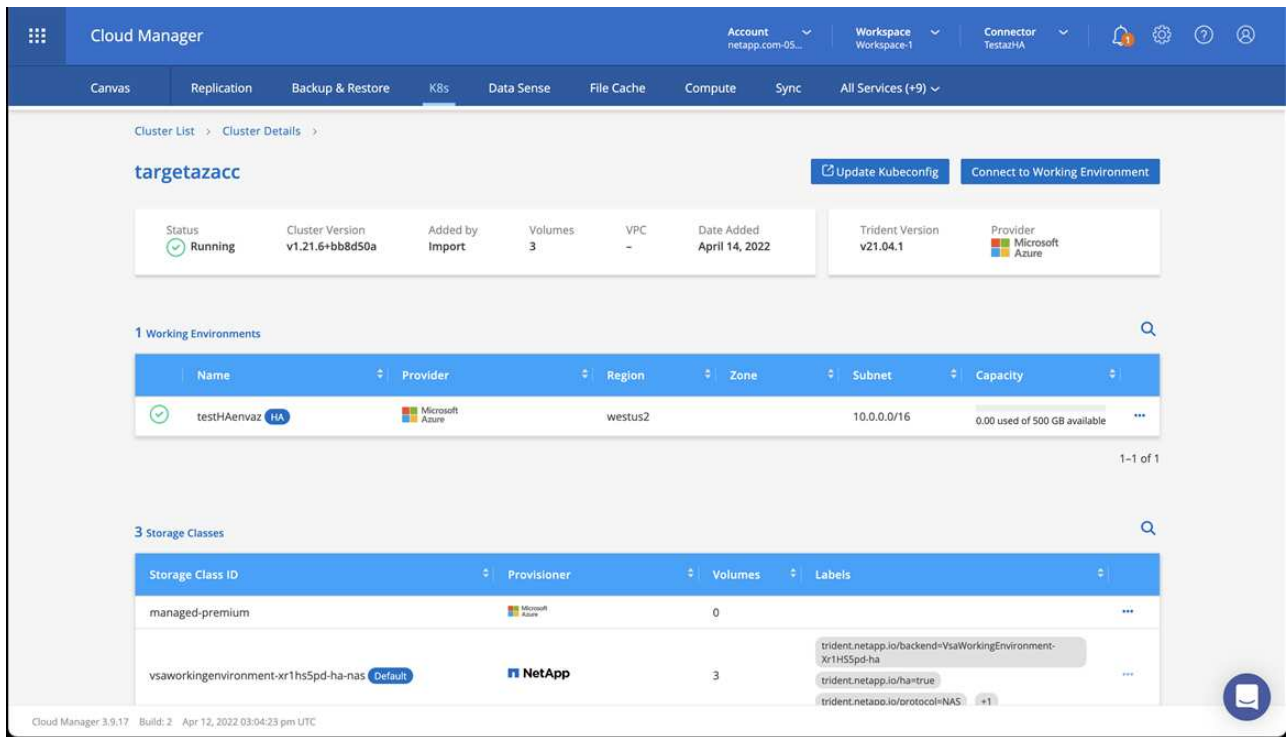 Cloud Manager
Account
netapp.com-05...
Workspace
Workspace-1
Connector
TestazHA
1
Canvas Replication Backup & Restore K8s Data Sense File Cache Compute Sync All Services (+9)
Cluster List > Cluster Details >
targetazacc
Update Kubeconfig
Connect to Working Environment
Status Cluster Version Added by Volumes VPC Date Added Trident Version Provider
Running v1.21.6+bb8d50a Import 3 – April 14, 2022 v21.04.1 Microsoft
Azure
1 Working Environments
Name Provider Region Zone Subnet Capacity
testHAenvaz HA Microsoft
Azure westus2 10.0.0.0/16 0.00 used of 500 GB available
1–1 of 1
3 Storage Classes
Storage Class ID Provisioner Volumes Labels
managed-premium Microsoft
Azure 0
trident.netapp.io/backend=VsaWorkingEnvironment-
Xr1HS5pd-ha
vsaworkingenvironment-xr1hs5pd-ha-nas Default NetApp 3 trident.netapp.io/ha=true
trident.netapp.io/protocol=NAS +1
Cloud Manager 3.9.17 Build: 2 Apr 12, 2022 03:04:23 pm UTC